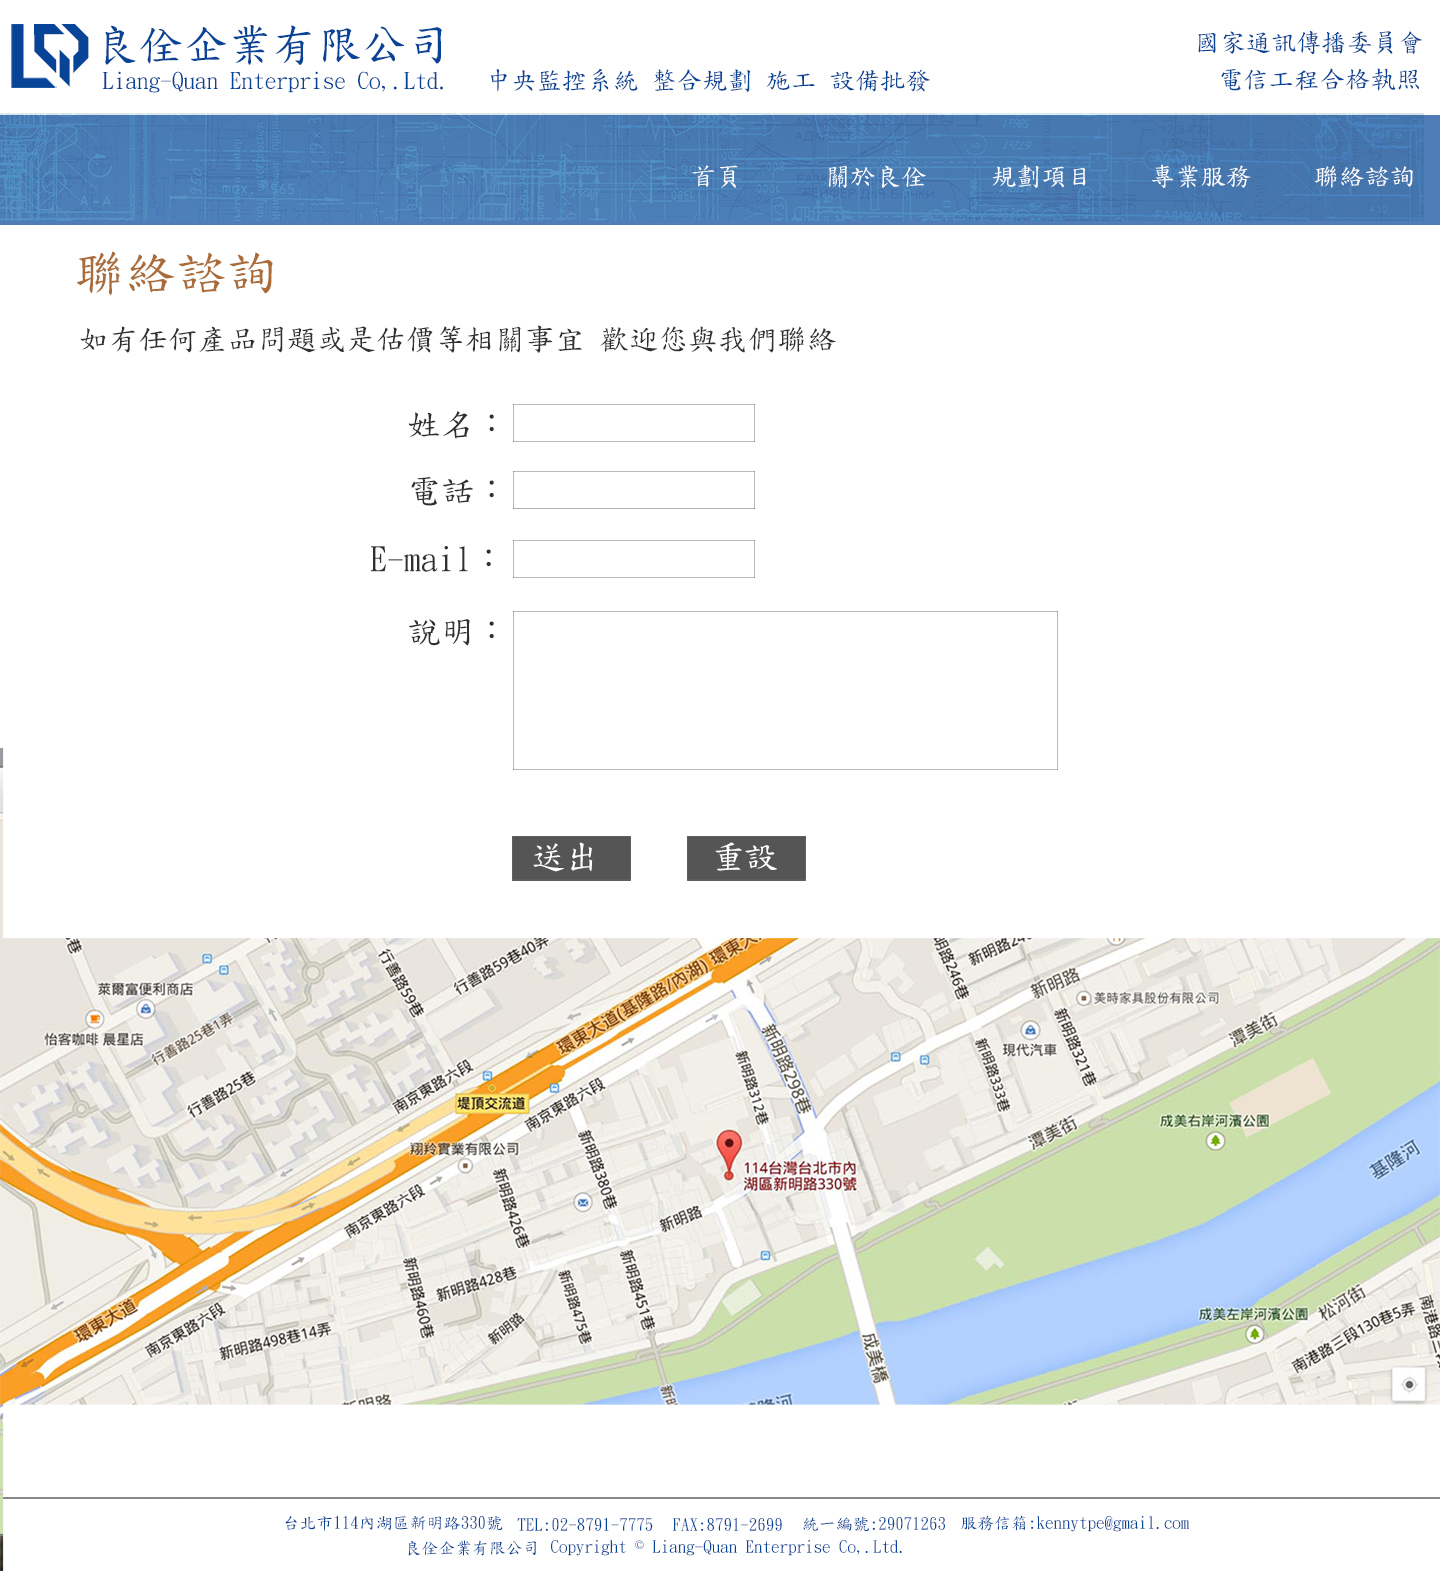 良佺企業有限公司
Liang-Quan Enterprise Co,.Ltd.
中央監控系統 整合規劃 施工 設備批發
國家通訊傳播委員會
電信工程合格執照
首頁 關於良佺 規劃項目 專業服務 聯絡諮詢
聯絡諮詢
如有任何產品問題或是估價等相關事宜 歡迎您與我們聯絡
姓名：
電話：
E-mail：
說明：
送出 重設
萊爾富便利商店
怡客咖啡 晨星店
行善路25巷1弄
行善路25巷
行善路59巷
行善路59巷40弄
環東大道(基隆路/內湖)
環東大
南京東路六段
堤頂交流道
南京東路六段
翔羚實業有限公司
南京東路六段
新明路380巷
新明路426巷
新明路312巷
新明路298巷
新明路246巷
新明路
美時家具股份有限公司
現代汽車
新明路321巷
新明路333巷
潭美街
潭美街
成美右岸河濱公園
基隆河
114台灣台北市內
湖區新明路330號
新明路
新明路428巷
新明路460巷
新明路451巷
新明路475巷
新明路
環東大道
南京東路六段
新明路498巷14弄
成美橋
成美左岸河濱公園
松河街
南港路三段130巷5弄
南港路
台北市114內湖區新明路330號 TEL:02-8791-7775 FAX:8791-2699 統一編號:29071263 服務信箱:kennytpe@gmail.com
良佺企業有限公司 Copyright © Liang-Quan Enterprise Co,.Ltd.